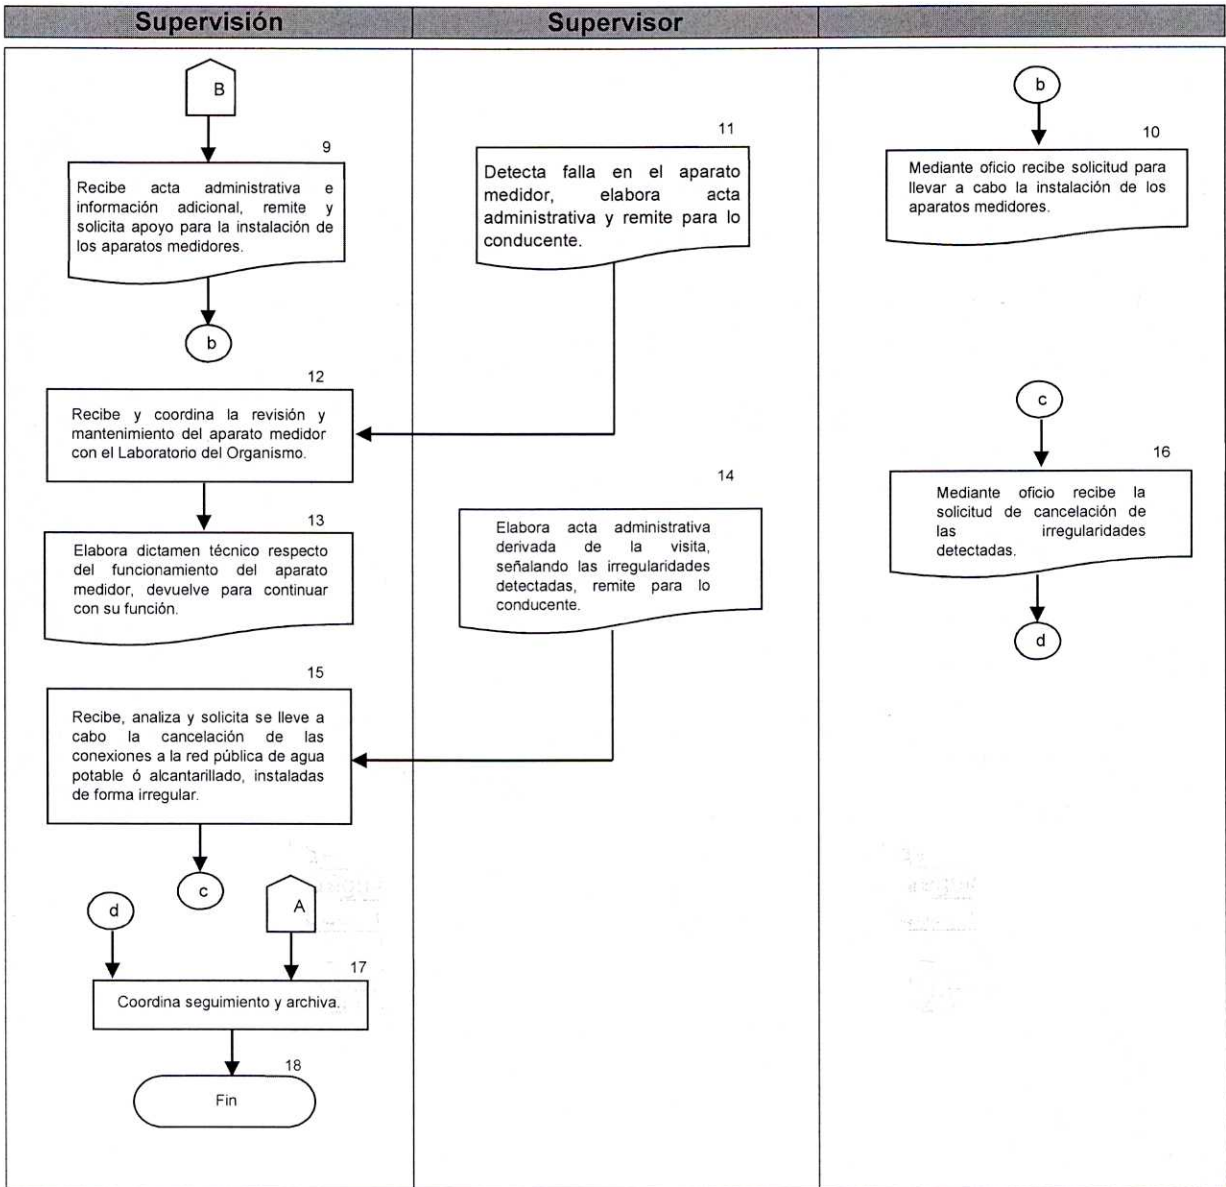 Supervisión
Supervisor
B
9
Recibe acta administrativa e
información adicional, remite y
solicita apoyo para la instalación de
los aparatos medidores.
b
11
Detecta falla en el aparato
medidor, elabora acta
administrativa y remite para lo
conducente.
b
10
Mediante oficio recibe solicitud para
llevar a cabo la instalación de los
aparatos medidores.
12
Recibe y coordina la revisión y
mantenimiento del aparato medidor
con el Laboratorio del Organismo.
13
Elabora dictamen técnico respecto
del funcionamiento del aparato
medidor, devuelve para continuar
con su función.
14
Elabora acta administrativa
derivada de la visita,
señalando las irregularidades
detectadas, remite para lo
conducente.
c
16
Mediante oficio recibe la
solicitud de cancelación de
las irregularidades
detectadas.
d
15
Recibe, analiza y solicita se lleve a
cabo la cancelación de las
conexiones a la red pública de agua
potable ó alcantarillado, instaladas
de forma irregular.
c
d
A
17
Coordina seguimiento y archiva.
18
Fin